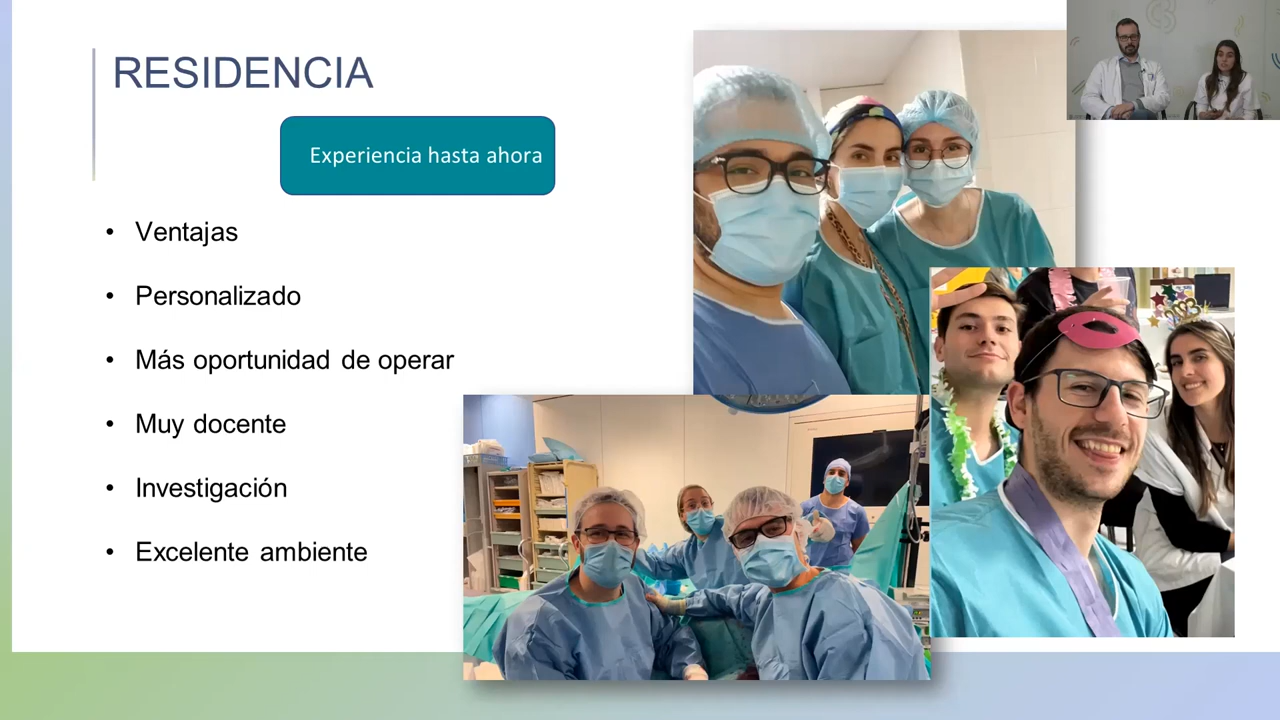 RESIDENCIA
Experiencia hasta ahora
• Ventajas
• Personalizado
• Más oportunidad de operar
• Muy docente
• Investigación
• Excelente ambiente